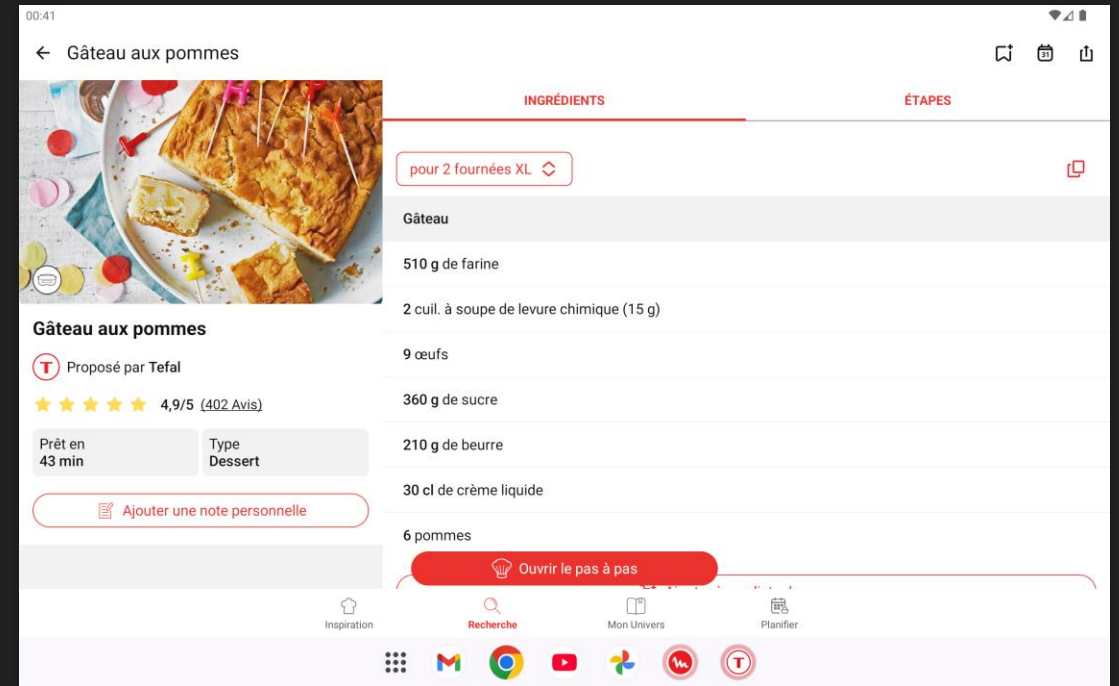 00:41
Gâteau aux pommes
31
INGRÉDIENTS
ÉTAPES
pour 2 fournées XL
Gâteau
510 g de farine
2 cuil. à soupe de levure chimique (15 g)
9 œufs
360 g de sucre
210 g de beurre
30 cl de crème liquide
6 pommes
Gâteau aux pommes
T Proposé par Tefal
4,9/5 (402 Avis)
Prêt en
43 min
Type
Dessert
Ajouter une note personnelle
Ouvrir le pas à pas
Inspiration
Recherche
Mon Univers
Planifier
T